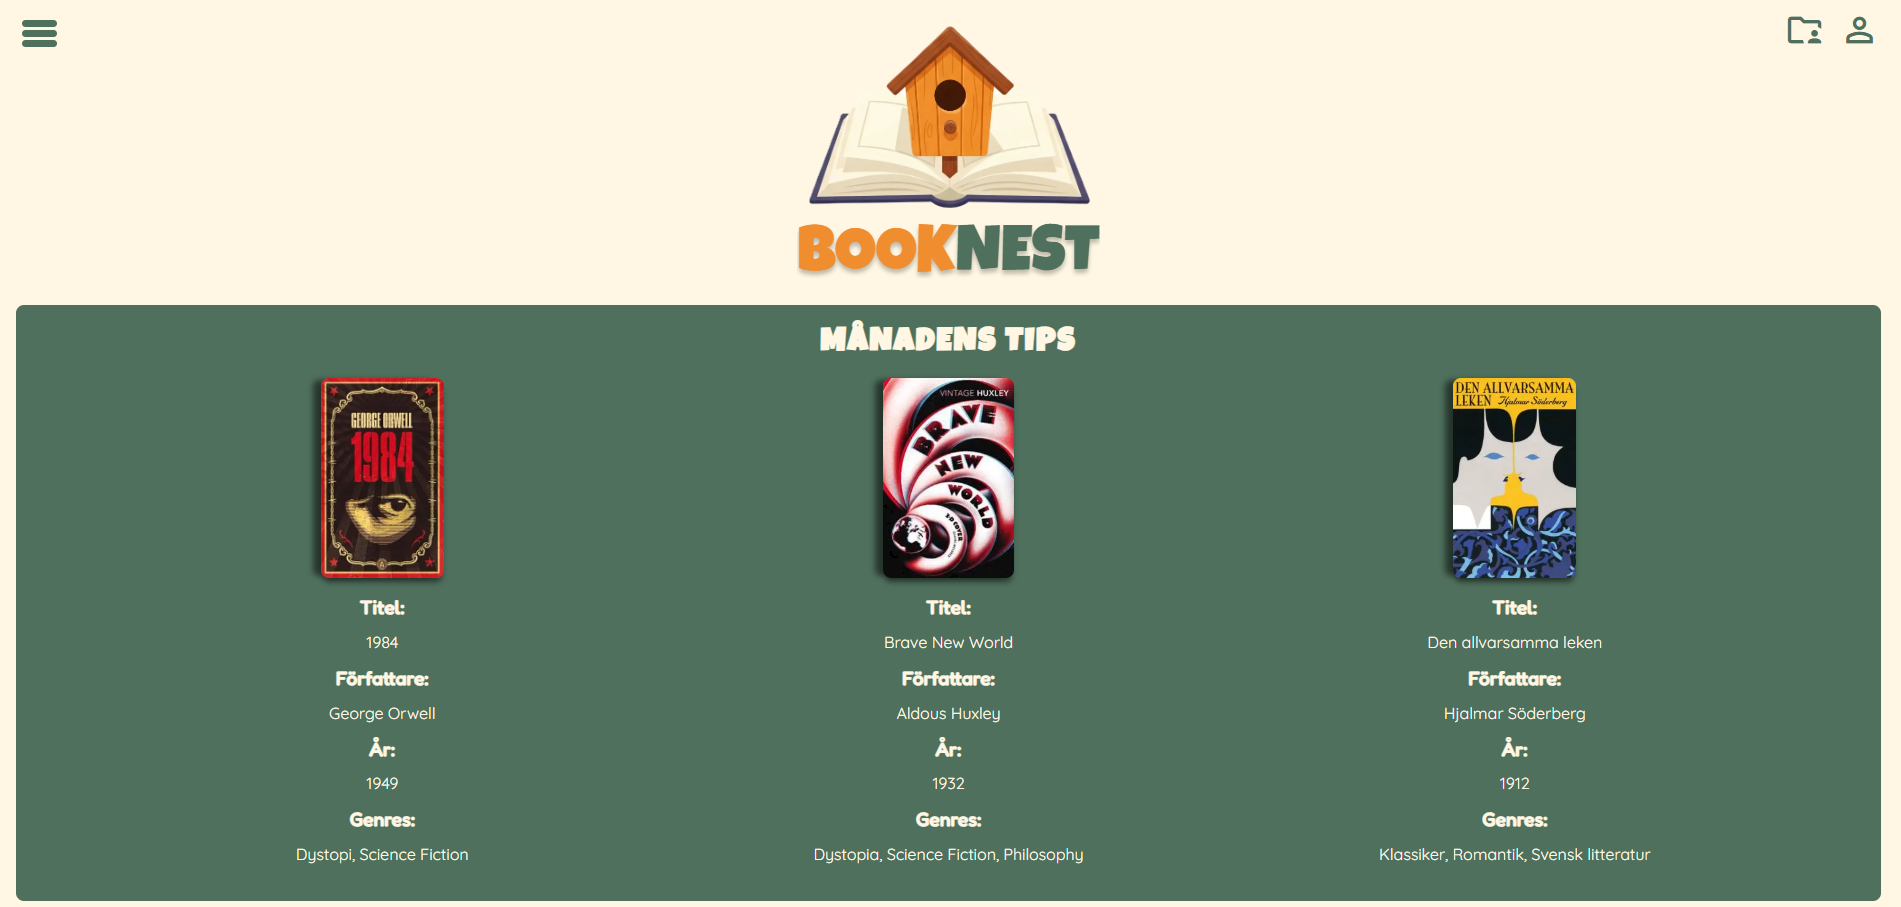 BOOKNEST
MÅNADENS TIPS
GEORGE ORWELL
1984
VINTAGE HUXLEY
BRAVE
NEW
WORLD
DEN ALLVARSAMMA
LEKEN Hjalmar Söderberg
Titel:
1984
Författare:
George Orwell
År:
1949
Genres:
Dystopi, Science Fiction
Titel:
Brave New World
Författare:
Aldous Huxley
År:
1932
Genres:
Dystopia, Science Fiction, Philosophy
Titel:
Den allvarsamma leken
Författare:
Hjalmar Söderberg
År:
1912
Genres:
Klassiker, Romantik, Svensk litteratur